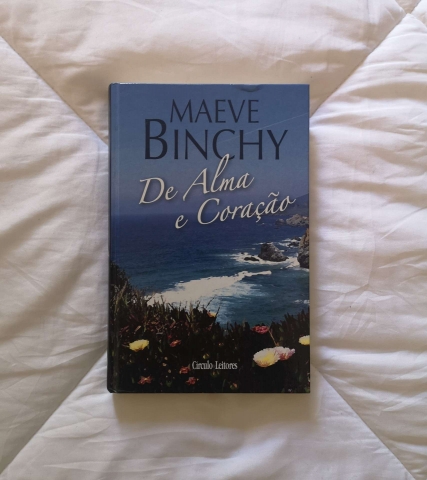 MAEVE
BINCHY
De Alma
e Coração
Círculo Leitores